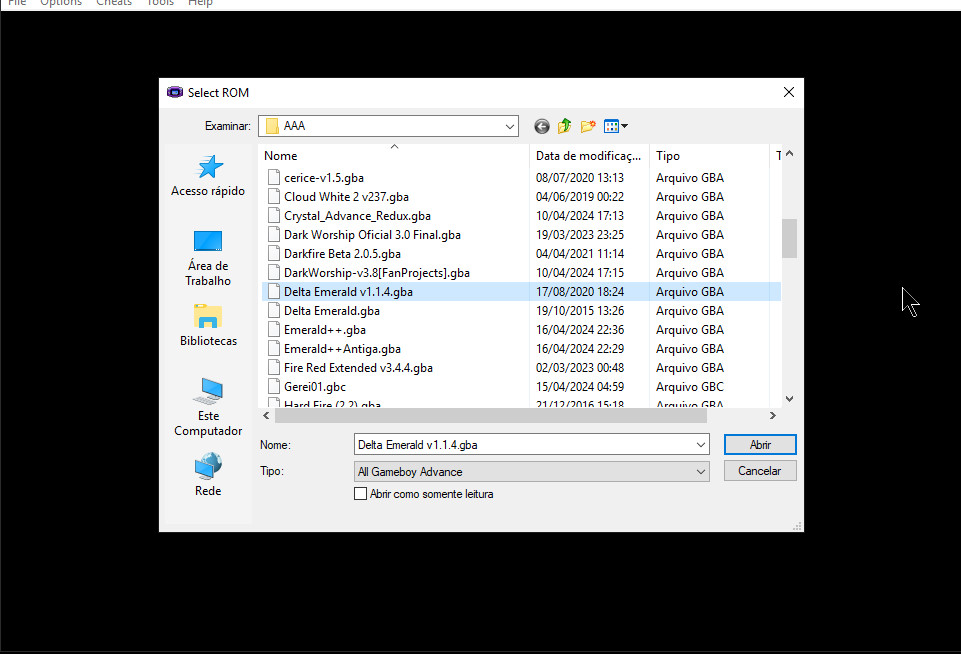 File Options Cheats Tools Help
Select ROM
Examinar: AAA
Nome Data de modificaç... Tipo T
cerice-v1.5.gba 08/07/2020 13:13 Arquivo GBA
Cloud White 2 v237.gba 04/06/2019 00:22 Arquivo GBA
Crystal_Advance_Redux.gba 10/04/2024 17:13 Arquivo GBA
Dark Worship Oficial 3.0 Final.gba 19/03/2023 23:25 Arquivo GBA
Darkfire Beta 2.0.5.gba 04/04/2021 11:14 Arquivo GBA
DarkWorship-v3.8[FanProjects].gba 10/04/2024 17:15 Arquivo GBA
Delta Emerald v1.1.4.gba 17/08/2020 18:24 Arquivo GBA
Delta Emerald.gba 19/10/2015 13:26 Arquivo GBA
Emerald++.gba 16/04/2024 22:36 Arquivo GBA
Emerald++Antiga.gba 16/04/2024 22:29 Arquivo GBA
Fire Red Extended v3.4.4.gba 02/03/2023 00:48 Arquivo GBA
Gerei01.gbc 15/04/2024 04:59 Arquivo GBC
Hard Fire (2.2).gba 21/12/2016 15:18 Arquivo GBA
Acesso rápido
Área de
Trabalho
Bibliotecas
Este
Computador
Rede
Nome: Delta Emerald v1.1.4.gba Abrir
Tipo: All Gameboy Advance Cancelar
Abrir como somente leitura